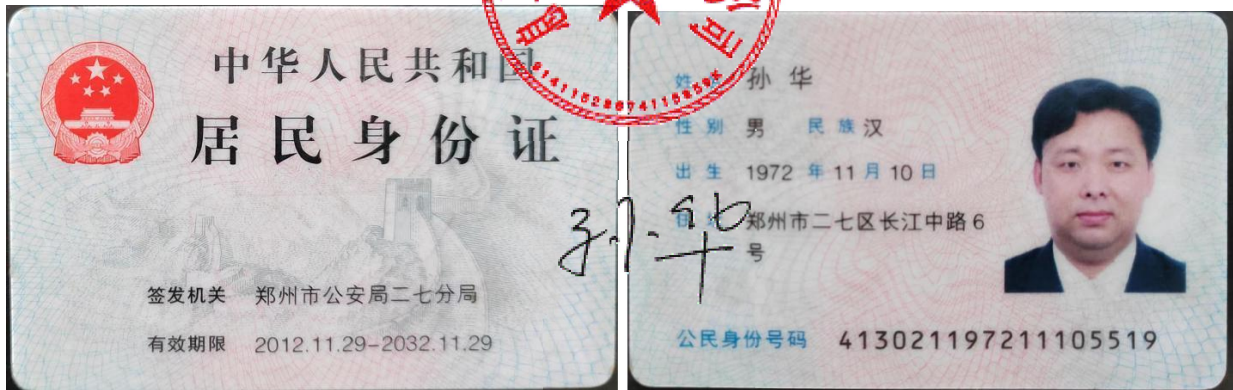 中华人民共和国
居民身份证
签发机关 郑州市公安局二七分局
有效期限 2012.11.29-2032.11.29
孙华
姓 孙华
性别 男 民族 汉
出生 1972 年 11 月 10 日
郑州市二七区长江中路6
号
公民身份号码 413021197211105519